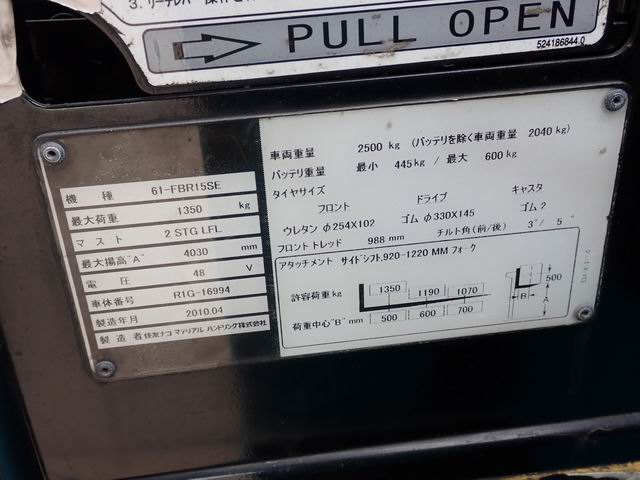 PULL OPEN
524186844.0
機 種 61-FBR15SE
最大荷重 1350 kg
マスト 2 STG LFL
最大揚高"A" 4030 mm
電 圧 48 V
車体番号 R1G-16994
製造年月 2010.04
製 造 者 住友ナコ マテリアル ハンドリング株式会社
車両重量 2500 kg (バッテリを除く車両重量 2040 kg)
バッテリ重量 最小 445 kg / 最大 600 kg
タイヤサイズ
フロント ドライブ キャスタ
ウレタン φ254X102 ゴム φ330X145 ゴム 2
フロント トレッド 988 mm チルト角(前/後) 3°/ 5°
アタッチメント サイドシフト,920-1220 MM フォーク
許容荷重 kg 1350 1190 1070
荷重中心"B" mm 500 600 700
500
B
A